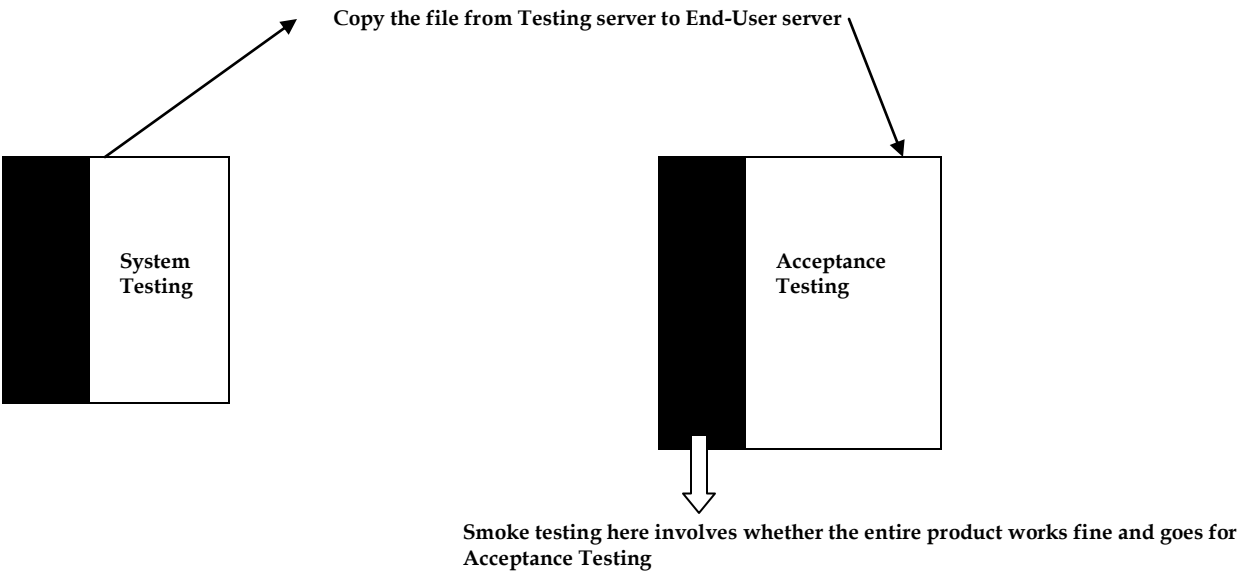 Copy the file from Testing server to End-User server
System
Testing
Acceptance
Testing
Smoke testing here involves whether the entire product works fine and goes for
Acceptance Testing